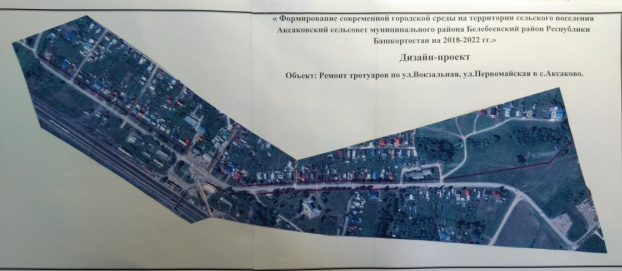 « Формирование современной городской среды на территории сельского поселения
Аксаковский сельсовет муниципального района Белебеевский район Республики
Башкортостан на 2018-2022 гг.»
Дизайн-проект
Объект: Ремонт тротуаров по ул.Вокзальная, ул.Первомайская в с.Аксаково.